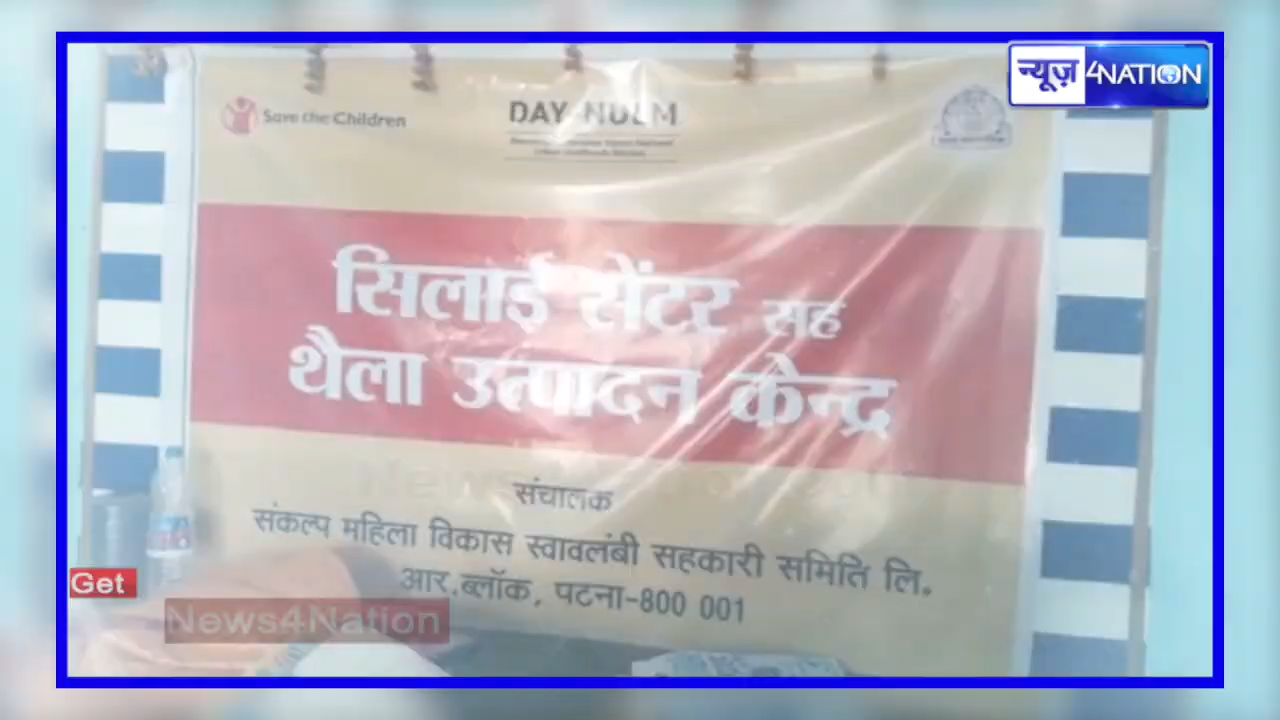 न्यूज़ 4NATION
Save the Children
DAY-NULM
सिलाई सेंटर सह
थैला उत्पादन केन्द्र
संचालक
संकल्प महिला विकास स्वावलंबी सहकारी समिति लि.
आर.ब्लॉक, पटना-800 001
Get
News4Nation